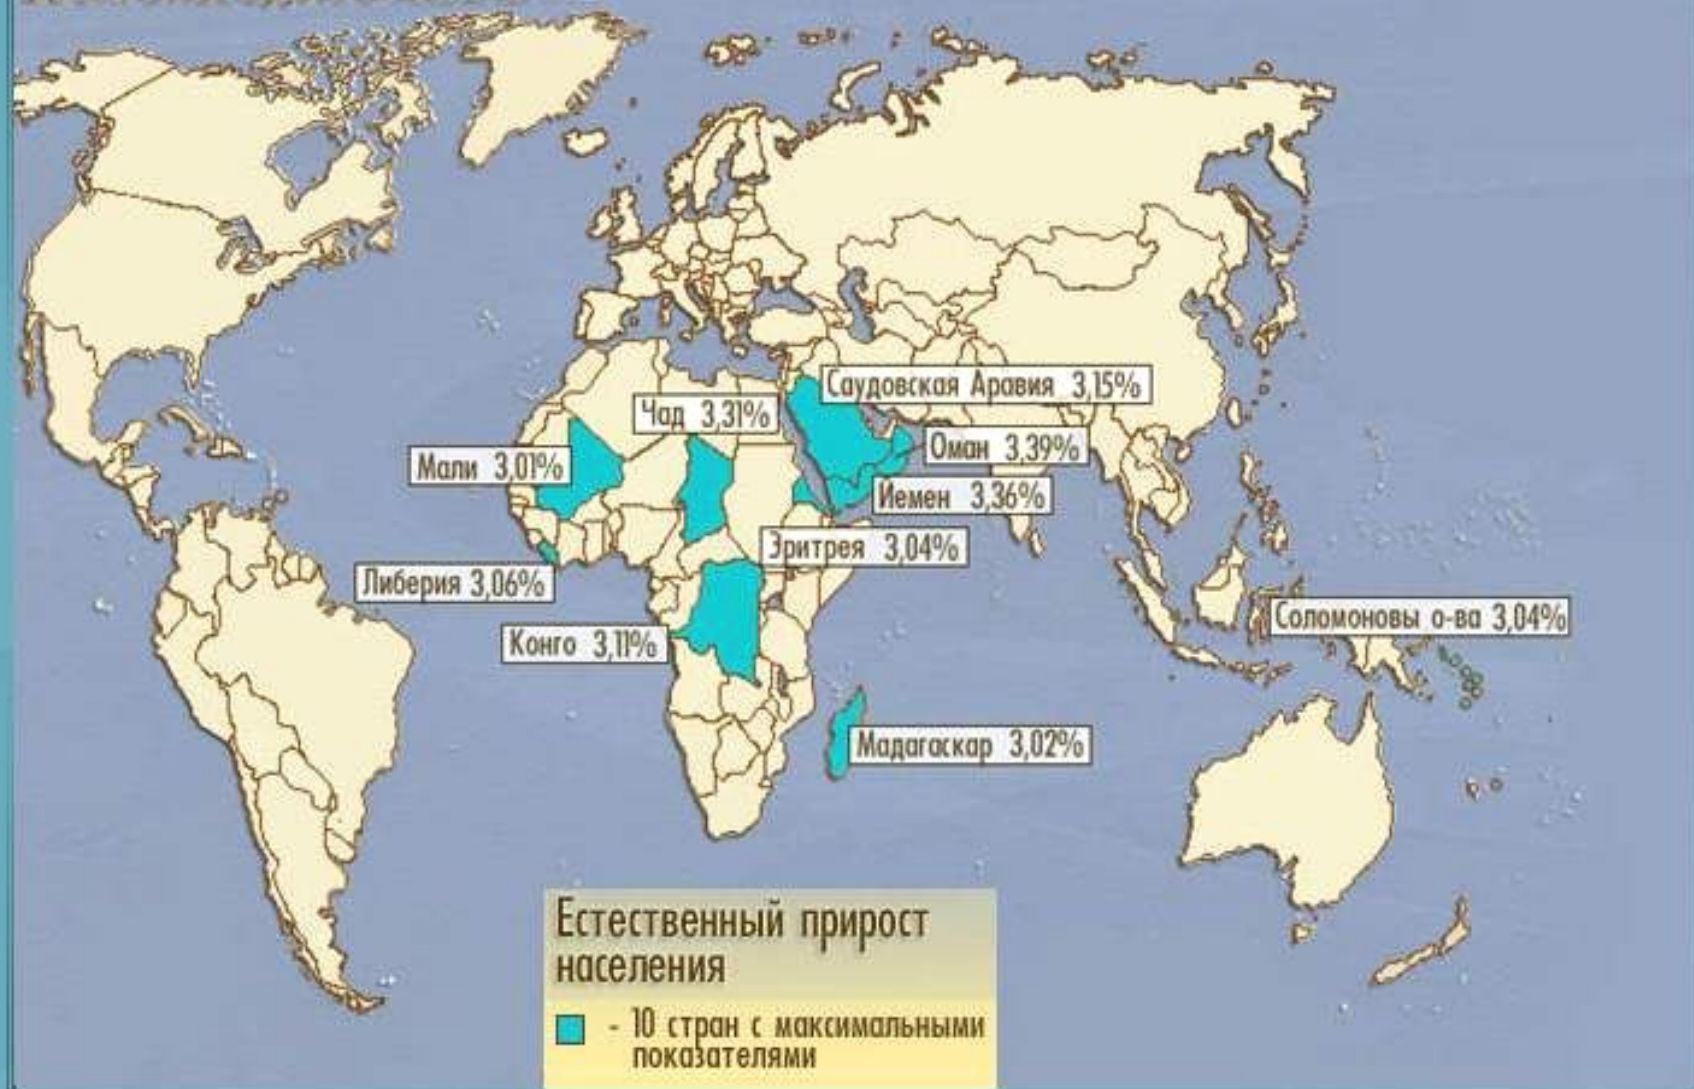 Саудовская Аравия 3,15%
Чад 3,31%
Оман 3,39%
Мали 3,01%
Йемен 3,36%
Эритрея 3,04%
Либерия 3,06%
Соломоновы о-ва 3,04%
Конго 3,11%
Мадагаскар 3,02%
Естественный прирост
населения
- 10 стран с максимальными
показателями